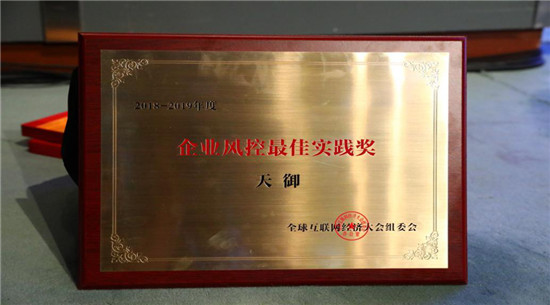 2018-2019年度
企业风控最佳实践奖
天御
全球互联网经济大会组委会